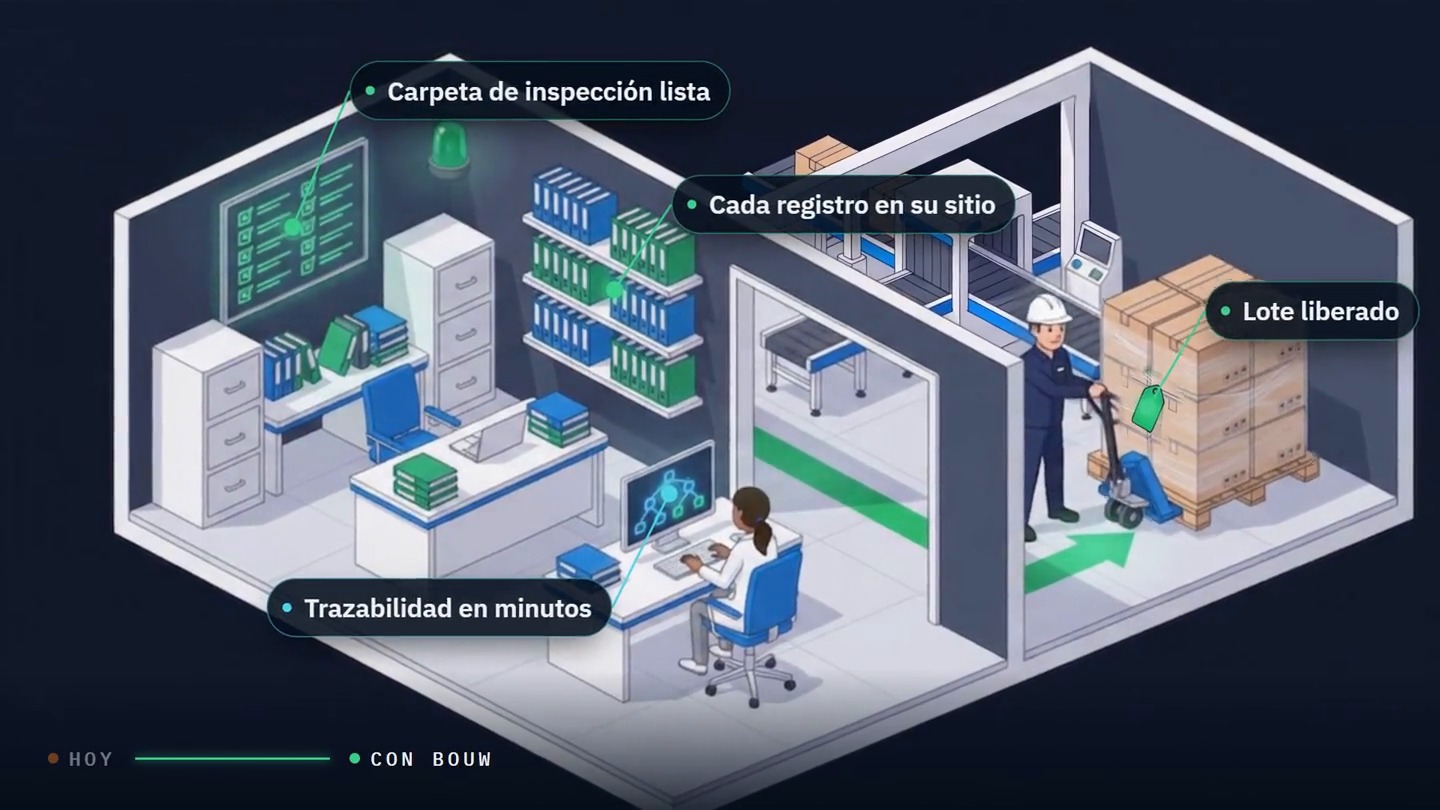 Carpeta de inspección lista
Cada registro en su sitio
Lote liberado
Trazabilidad en minutos
HOY
CON BOUW